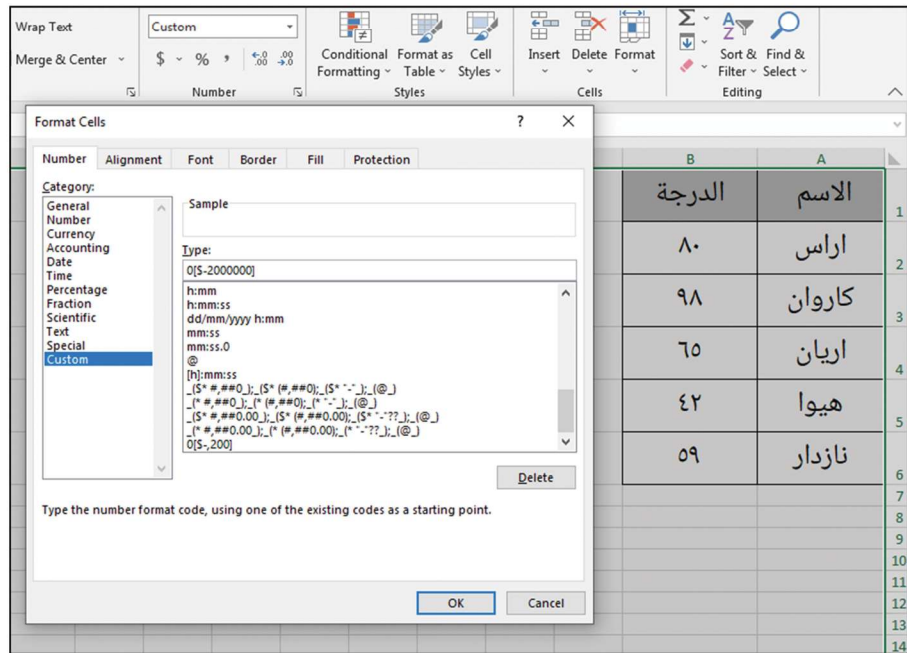 Wrap Text
Custom
Merge & Center
$ % , .00 .0
Conditional Formatting
Format as Table
Cell Styles
Insert Delete Format
Σ
Sort & Filter
Find & Select
Number
Styles
Cells
Editing
Format Cells
? ×
Number Alignment Font Border Fill Protection
Category:
General
Number
Currency
Accounting
Date
Time
Percentage
Fraction
Scientific
Text
Special
Custom
Sample
Type:
0[$-2000000]
h:mm
h:mm:ss
dd/mm/yyyy h:mm
mm:ss
mm:ss.0
@
[h]:mm:ss
_($* #,##0_);_($* (#,##0);_($* "-"_);_(@_)
_(* #,##0_);_(* (#,##0);_(* "-"_);_(@_)
_($* #,##0.00_);_($* (#,##0.00);_($* "-"??_);_(@_)
_(* #,##0.00_);_(* (#,##0.00);_(* "-"??_);_(@_)
0[$-,200]
Delete
Type the number format code, using one of the existing codes as a starting point.
OK Cancel
B A
1 الاسم الدرجة
2 اراس ٨٠
3 كاروان ٩٨
4 اريان ٦٥
5 هيوا ٤٢
6 نازدار ٥٩
7
8
9
10
11
12
13
14